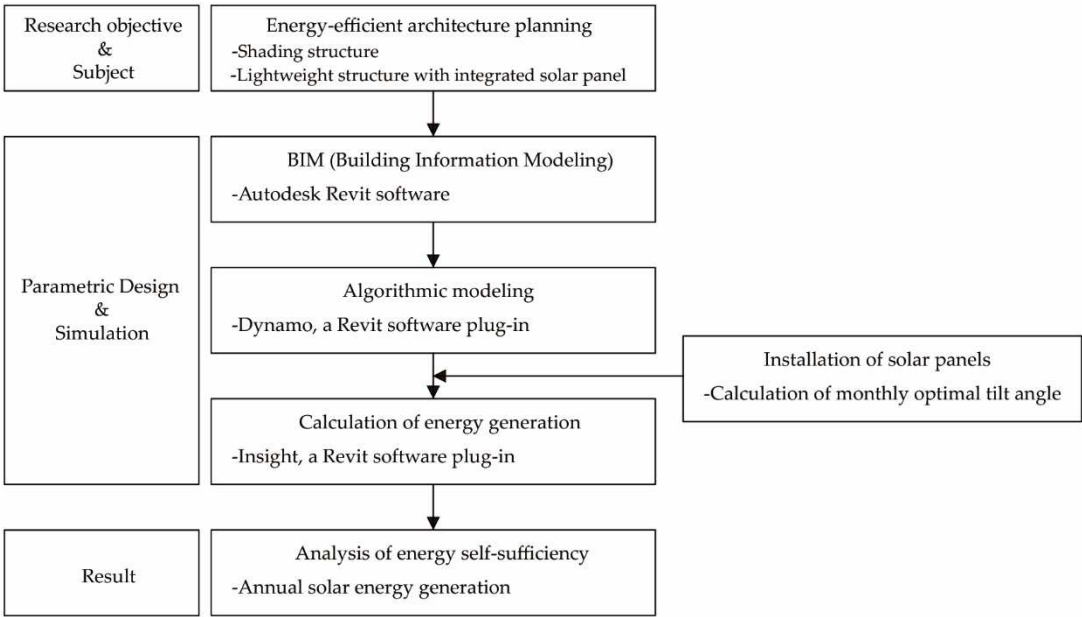 Research objective
&
Subject
Energy-efficient architecture planning
-Shading structure
-Lightweight structure with integrated solar panel
Parametric Design
&
Simulation
BIM (Building Information Modeling)
-Autodesk Revit software
Algorithmic modeling
-Dynamo, a Revit software plug-in
Installation of solar panels
-Calculation of monthly optimal tilt angle
Calculation of energy generation
-Insight, a Revit software plug-in
Result
Analysis of energy self-sufficiency
-Annual solar energy generation